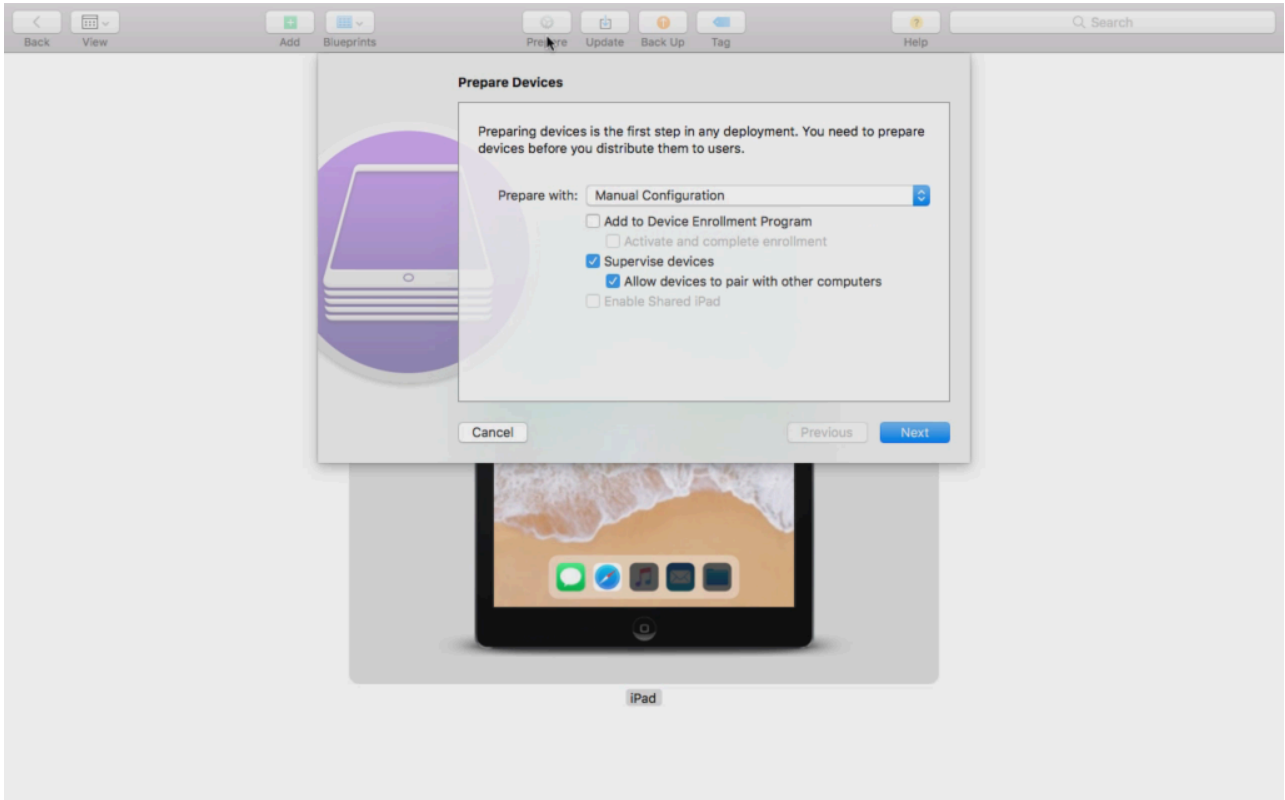 Search
Back View Add Blueprints Prepare Update Back Up Tag Help
Prepare Devices
Preparing devices is the first step in any deployment. You need to prepare
devices before you distribute them to users.
Prepare with: Manual Configuration
Add to Device Enrollment Program
Activate and complete enrollment
Supervise devices
Allow devices to pair with other computers
Enable Shared iPad
Cancel Previous Next
iPad